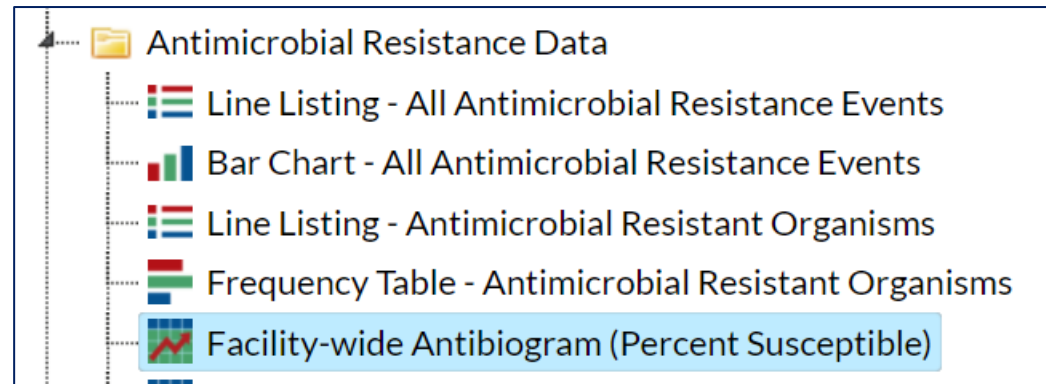 Antimicrobial Resistance Data
Line Listing - All Antimicrobial Resistance Events
Bar Chart - All Antimicrobial Resistance Events
Line Listing - Antimicrobial Resistant Organisms
Frequency Table - Antimicrobial Resistant Organisms
Facility-wide Antibiogram (Percent Susceptible)